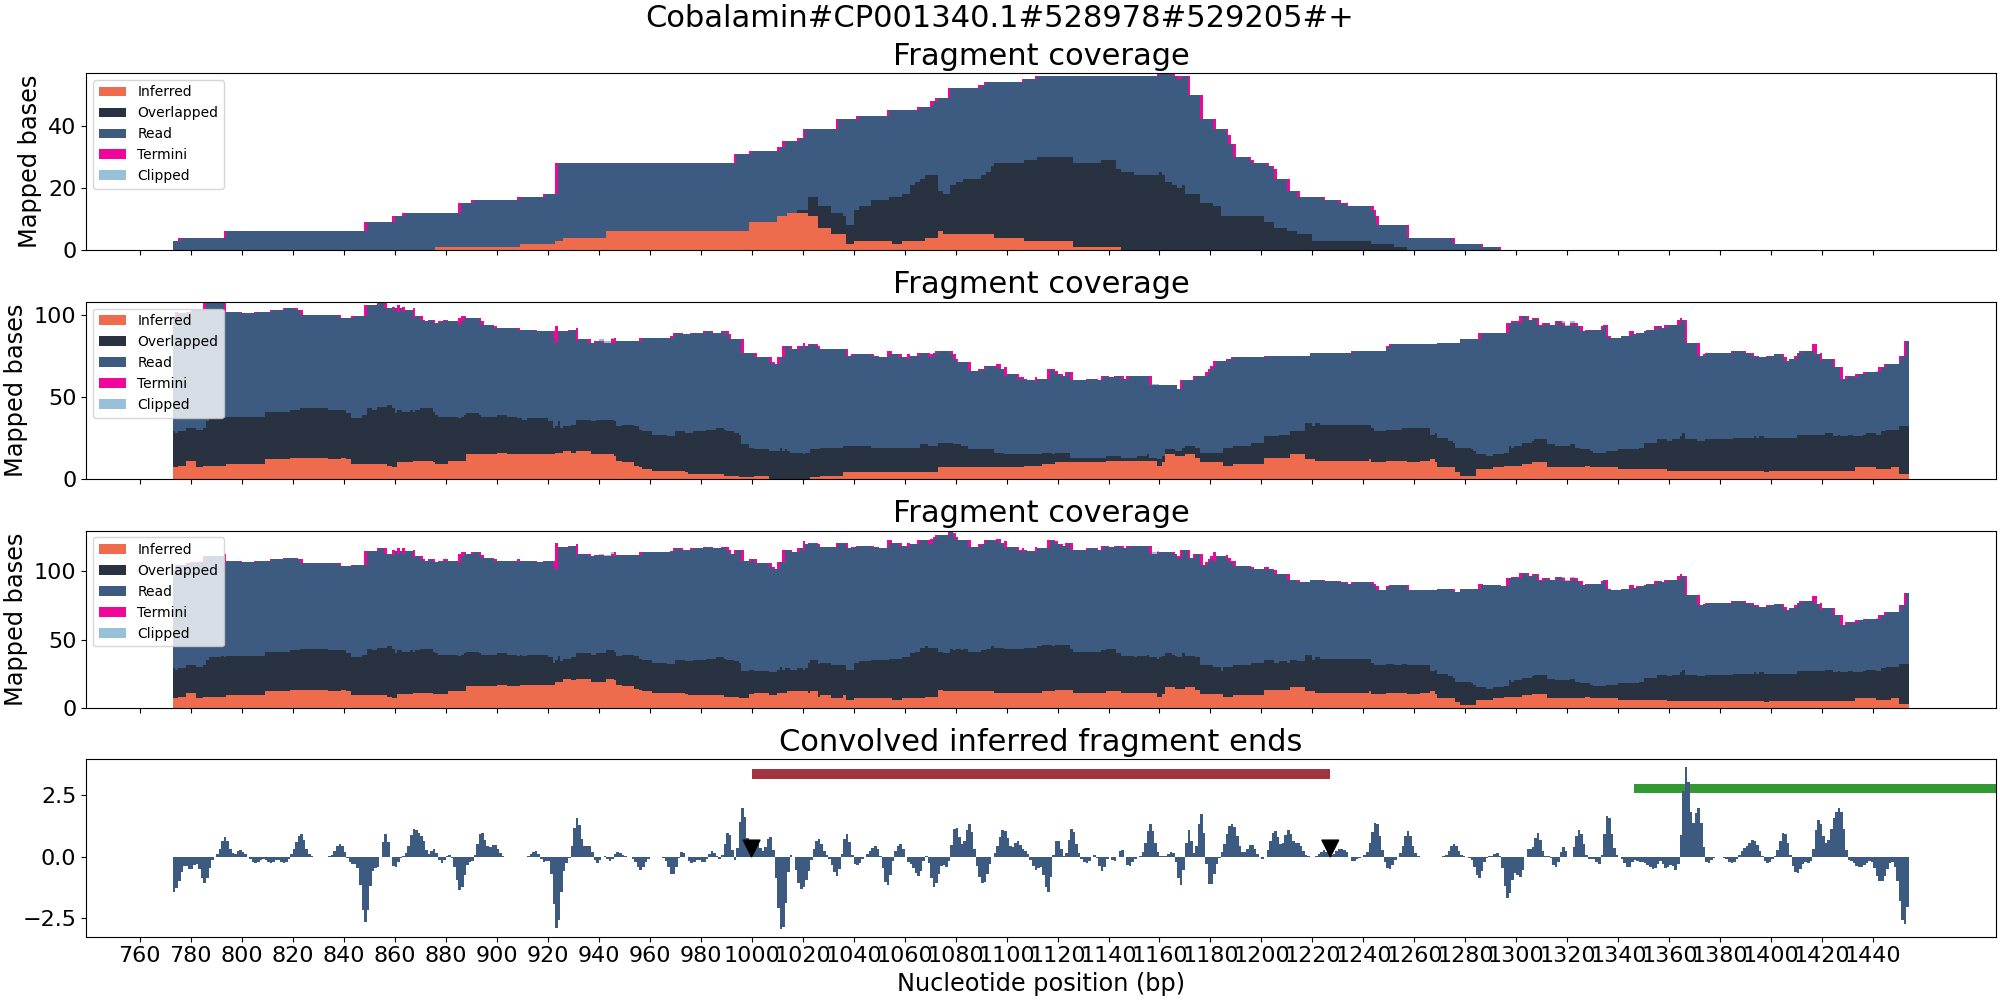 Cobalamin#CP001340.1#528978#529205#+
Fragment coverage
Mapped bases
40
20
0
Inferred
Overlapped
Read
Termini
Clipped
Fragment coverage
Mapped bases
100
50
0
Inferred
Overlapped
Read
Termini
Clipped
Fragment coverage
Mapped bases
100
50
0
Inferred
Overlapped
Read
Termini
Clipped
Convolved inferred fragment ends
2.5
0.0
−2.5
760 780 800 820 840 860 880 900 920 940 960 980 1000 1020 1040 1060 1080 1100 1120 1140 1160 1180 1200 1220 1240 1260 1280 1300 1320 1340 1360 1380 1400 1420 1440
Nucleotide position (bp)